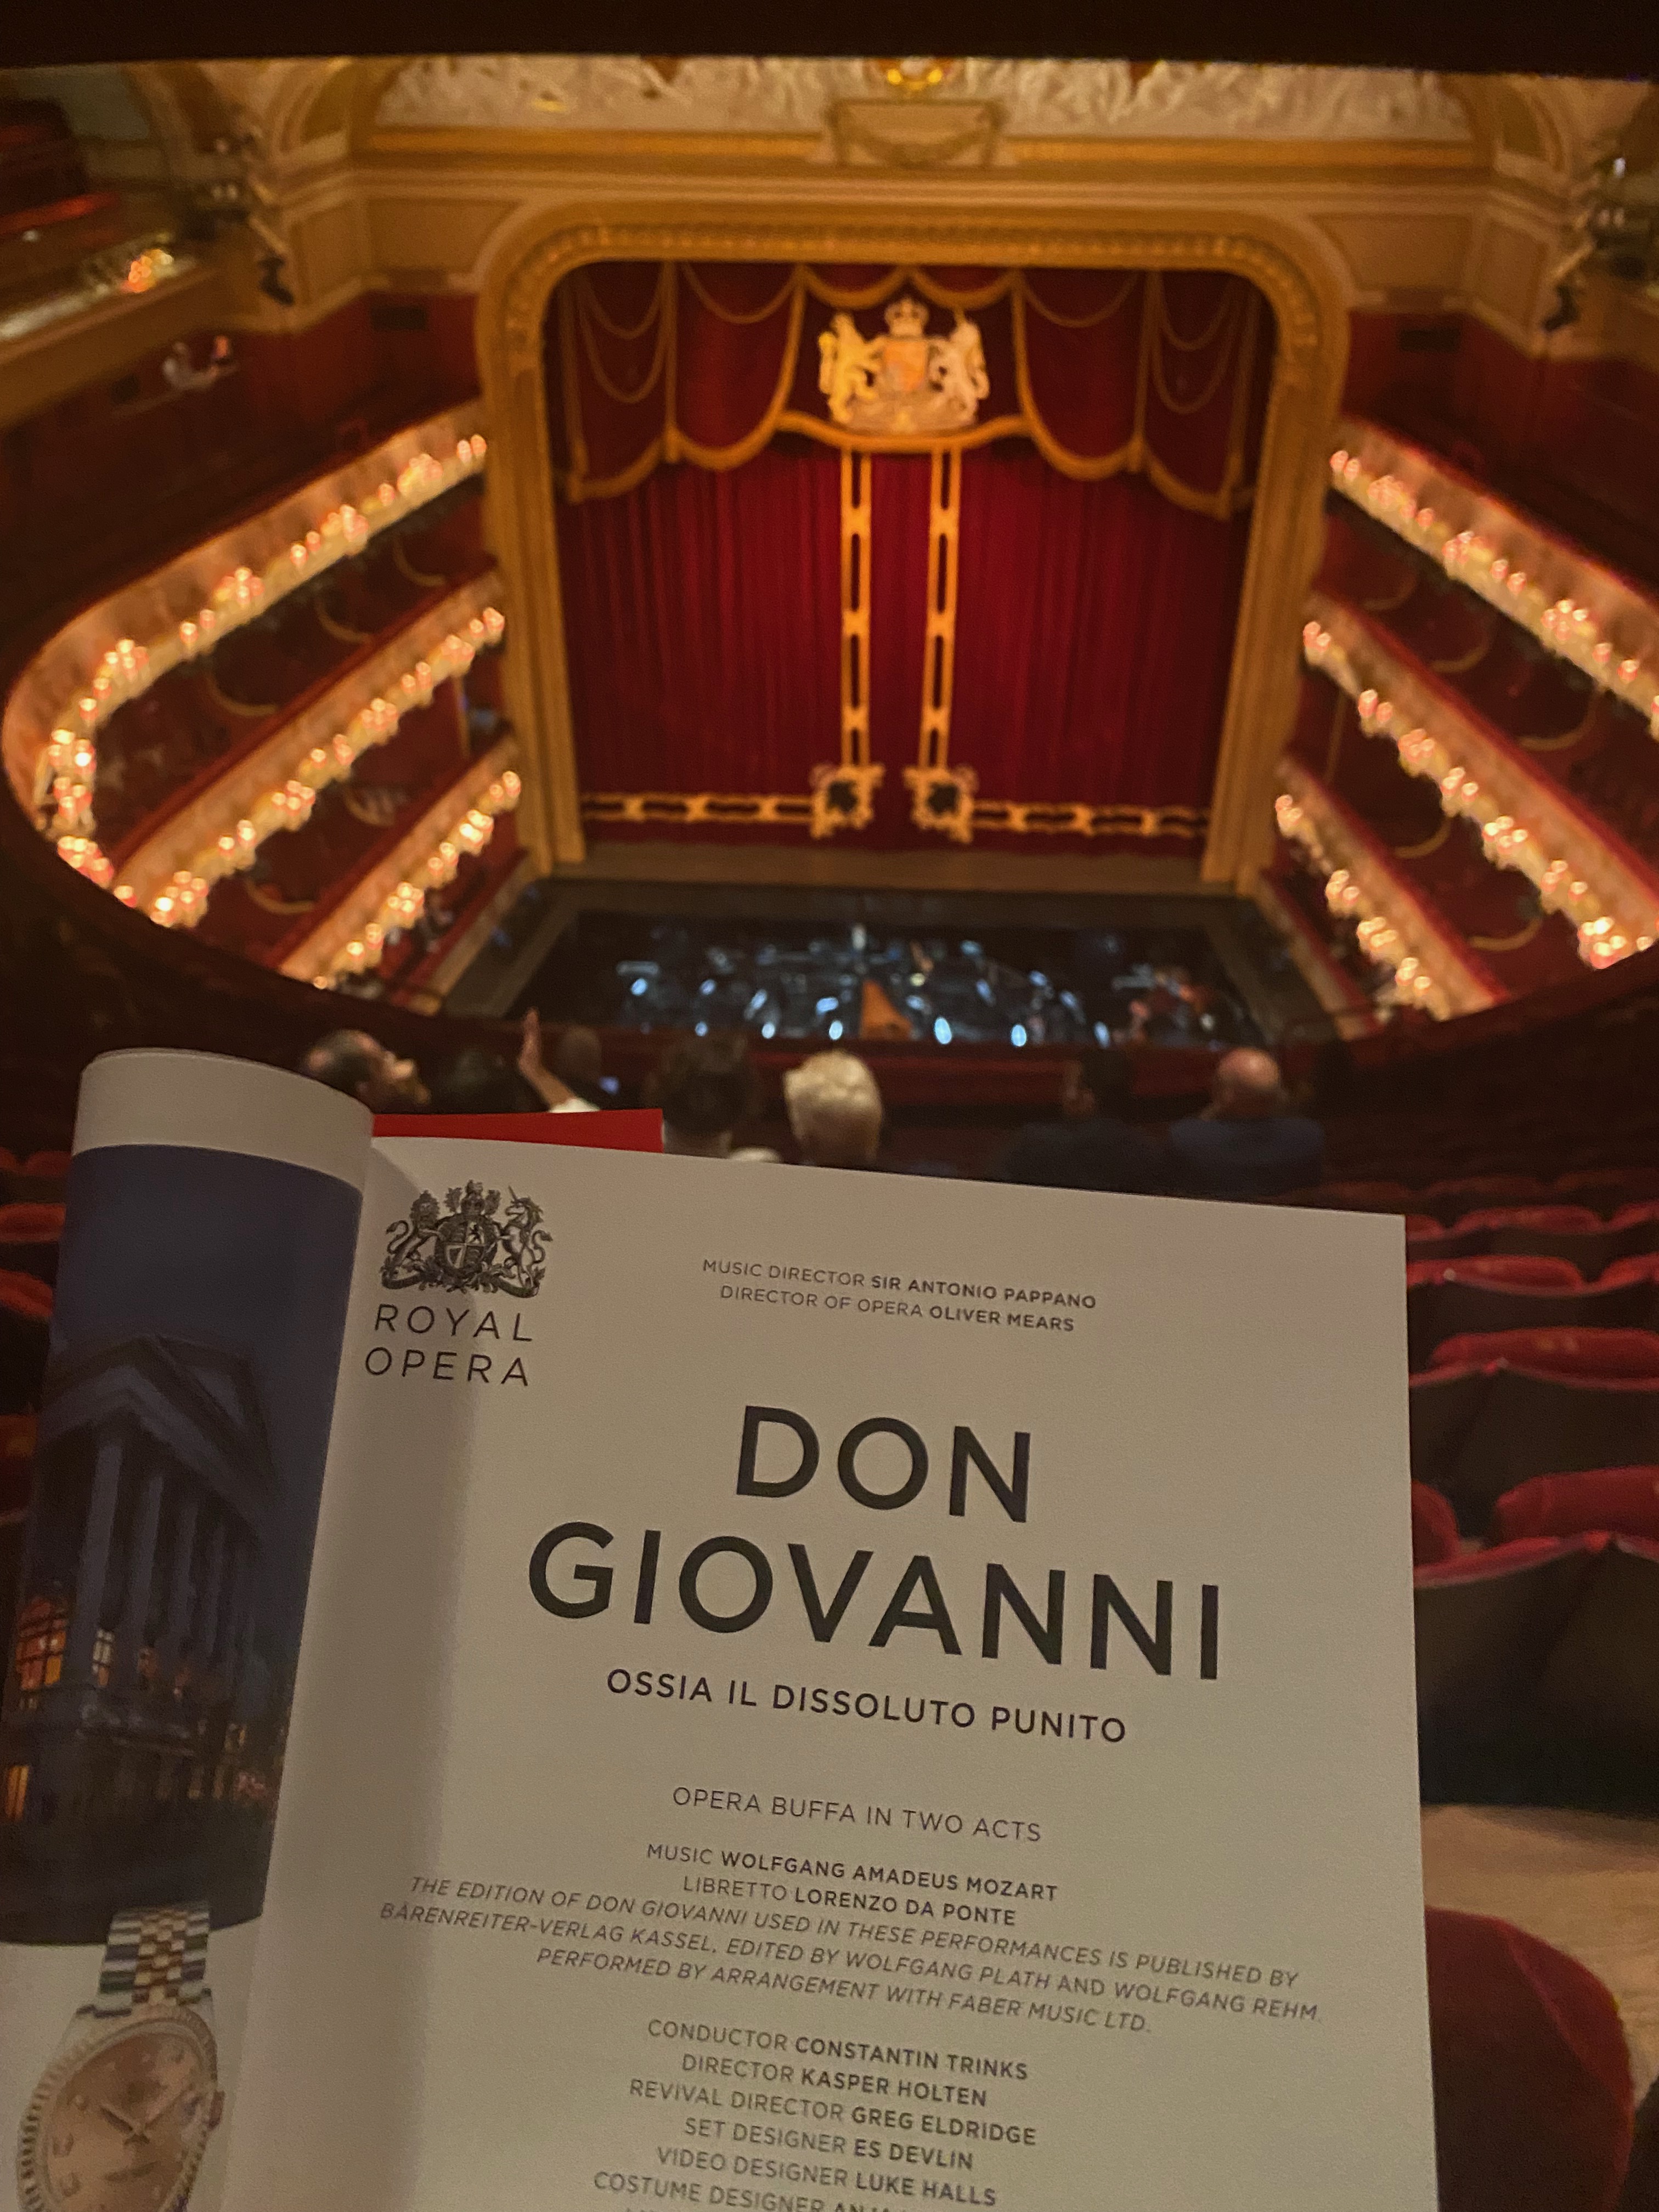 ROYAL
OPERA
MUSIC DIRECTOR SIR ANTONIO PAPPANO
DIRECTOR OF OPERA OLIVER MEARS
DON
GIOVANNI
OSSIA IL DISSOLUTO PUNITO
OPERA BUFFA IN TWO ACTS
MUSIC WOLFGANG AMADEUS MOZART
LIBRETTO LORENZO DA PONTE
THE EDITION OF DON GIOVANNI USED IN THESE PERFORMANCES IS PUBLISHED BY
BÄRENREITER-VERLAG KASSEL, EDITED BY WOLFGANG PLATH AND WOLFGANG REHM.
PERFORMED BY ARRANGEMENT WITH FABER MUSIC LTD.
CONDUCTOR CONSTANTIN TRINKS
DIRECTOR KASPER HOLTEN
REVIVAL DIRECTOR GREG ELDRIDGE
SET DESIGNER ES DEVLIN
VIDEO DESIGNER LUKE HALLS
COSTUME DESIGNER